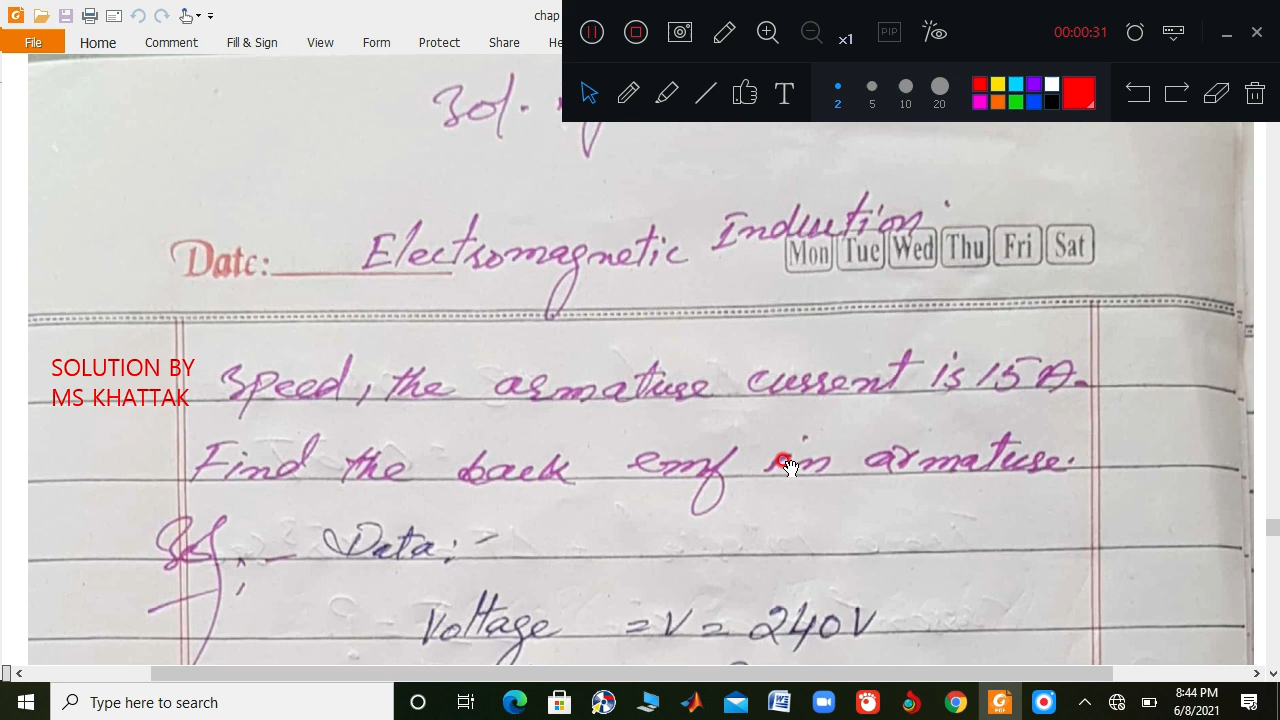 chap
File Home Comment Fill & Sign View Form Protect Share He
x1 PIP 00:00:31
T 2 5 10 20
Sol.
Date: Electromagnetic Induction.
Mon Tue Wed Thu Fri Sat
SOLUTION BY
MS KHATTAK
Speed, the armature current is 15 A.
Find the back emf in armature.
Sol:- Data:-
Voltage = V = 240V
Type here to search
8:44 PM
6/8/2021